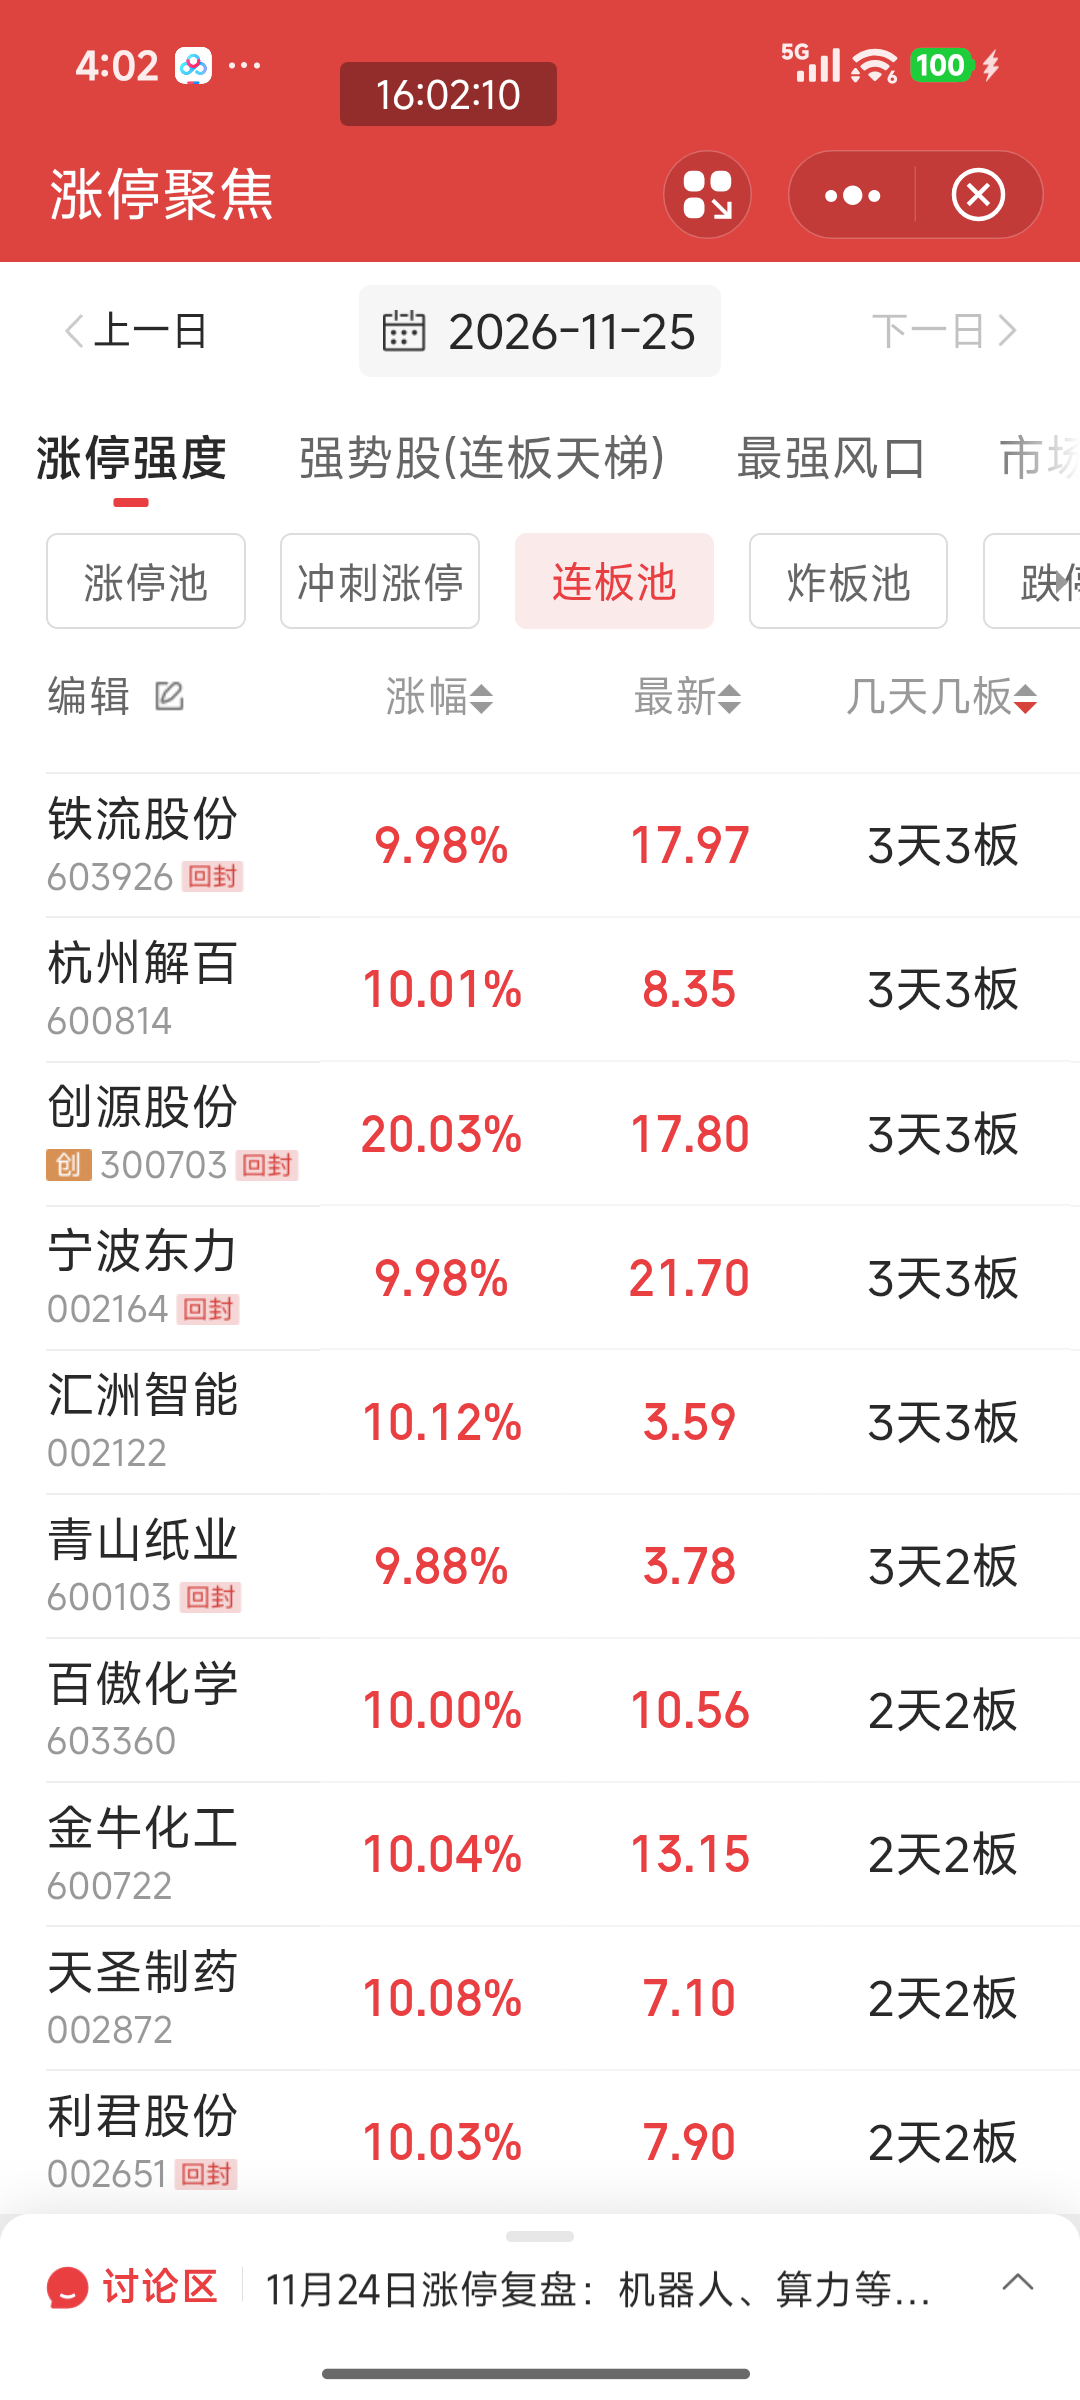 4:02 ... 5G 6 100
16:02:10
涨停聚焦
上一日 2026-11-25 下一日
涨停强度 强势股(连板天梯) 最强风口 市场
涨停池 冲刺涨停 连板池 炸板池 跌停
编辑 涨幅 最新 几天几板
铁流股份
603926 回封 9.98% 17.97 3天3板
杭州解百
600814 10.01% 8.35 3天3板
创源股份
创 300703 回封 20.03% 17.80 3天3板
宁波东力
002164 回封 9.98% 21.70 3天3板
汇洲智能
002122 10.12% 3.59 3天3板
青山纸业
600103 回封 9.88% 3.78 3天2板
百傲化学
603360 10.00% 10.56 2天2板
金牛化工
600722 10.04% 13.15 2天2板
天圣制药
002872 10.08% 7.10 2天2板
利君股份
002651 回封 10.03% 7.90 2天2板
讨论区 11月24日涨停复盘：机器人、算力等...